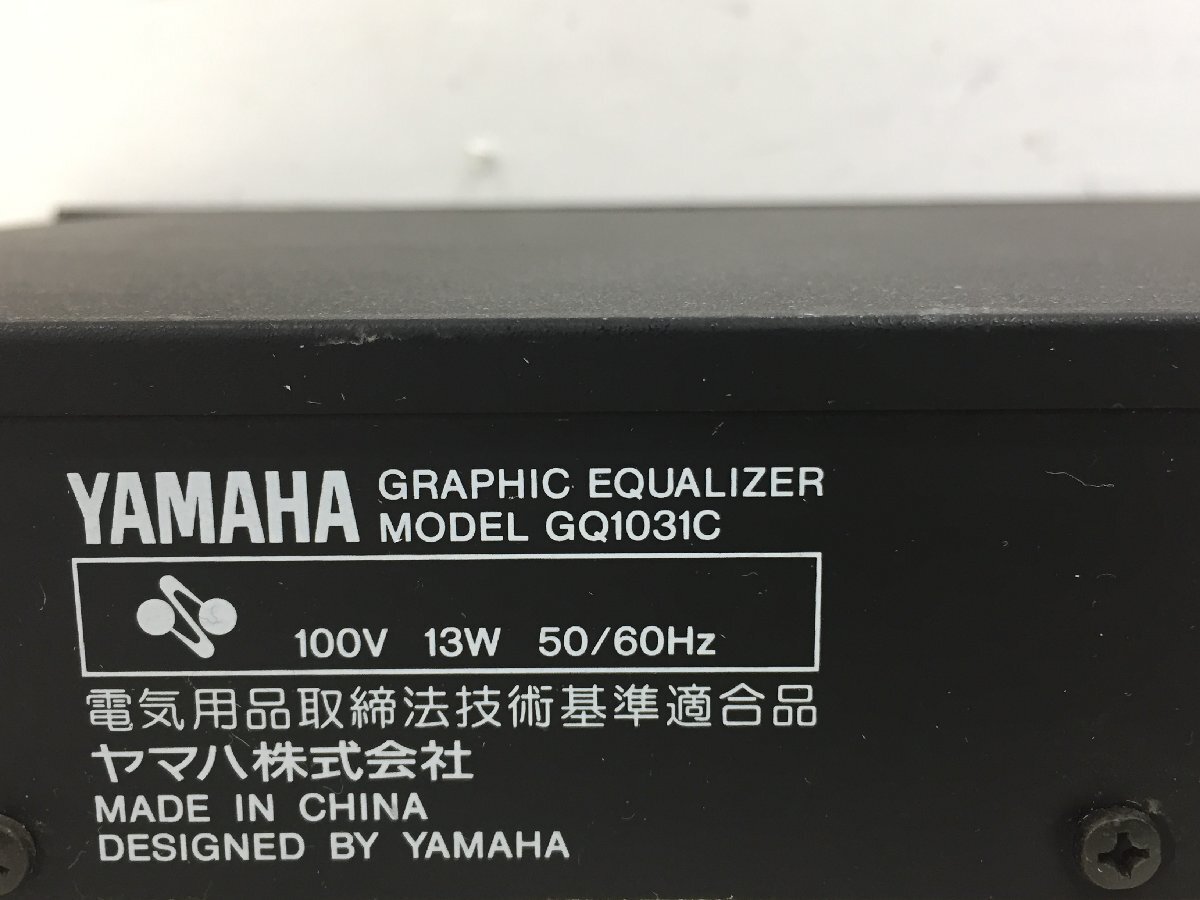 YAMAHA GRAPHIC EQUALIZER
MODEL GQ1031C
100V 13W 50/60Hz
電気用品取締法技術基準適合品
ヤマハ株式会社
MADE IN CHINA
DESIGNED BY YAMAHA